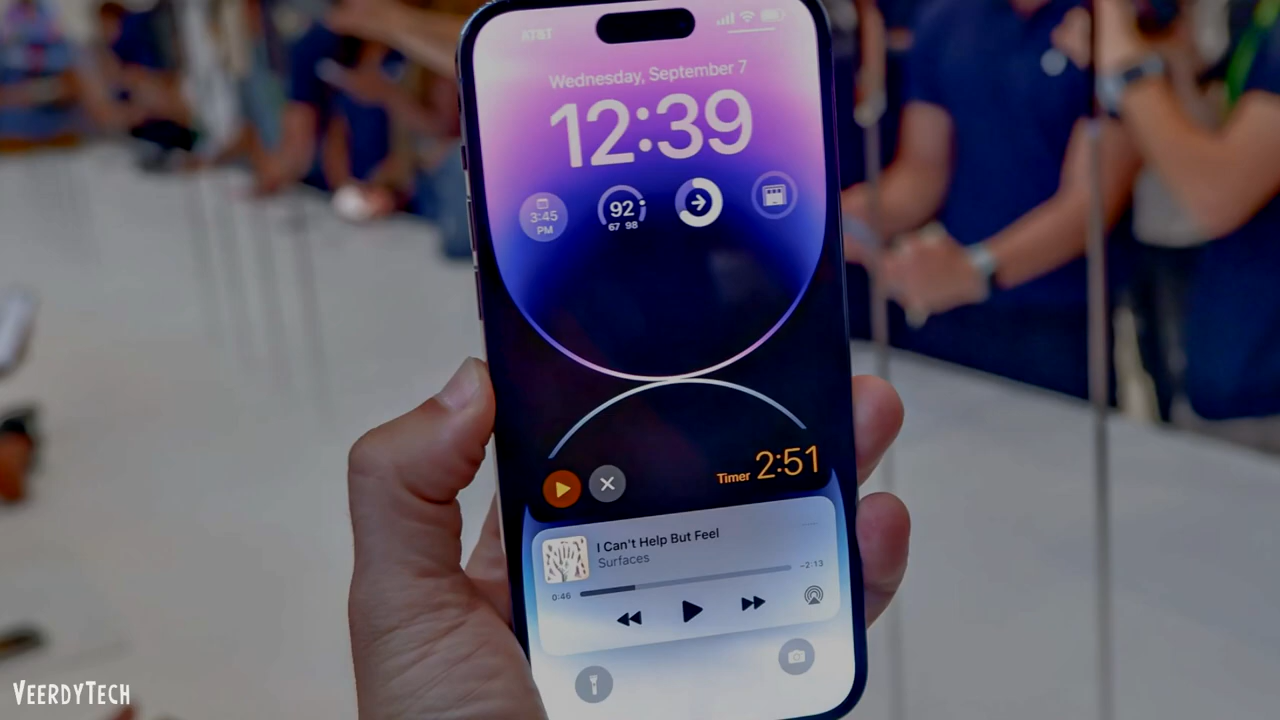 AT&T
Wednesday, September 7
12:39
3:45
PM
92
67 98
Timer 2:51
I Can't Help But Feel
Surfaces
0:46
-2:13
VEERDYTECH